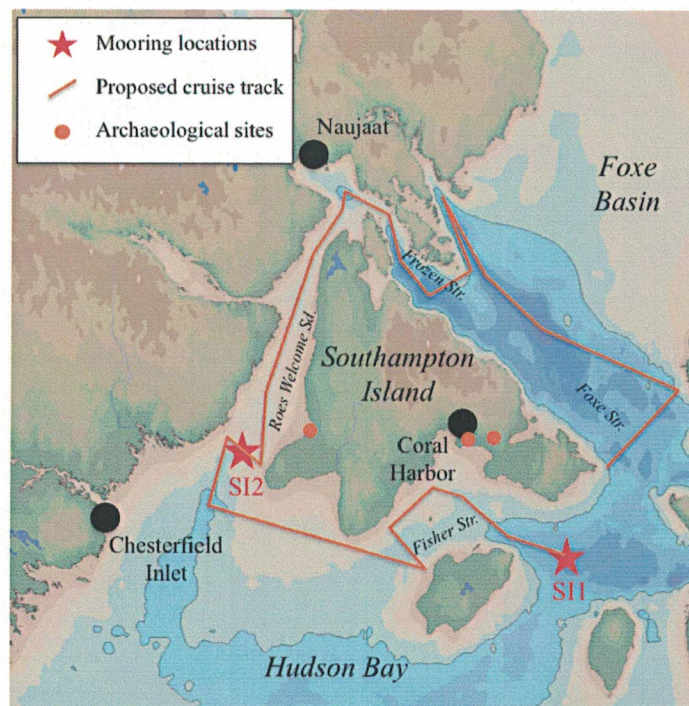 Mooring locations
Proposed cruise track
Archaeological sites
Naujaat
Foxe
Basin
Frozen Str.
Roes Welcome Sd.
Southampton
Island
Foxe Str.
Coral
Harbor
SI2
Fisher Str.
Chesterfield
Inlet
SI1
Hudson Bay